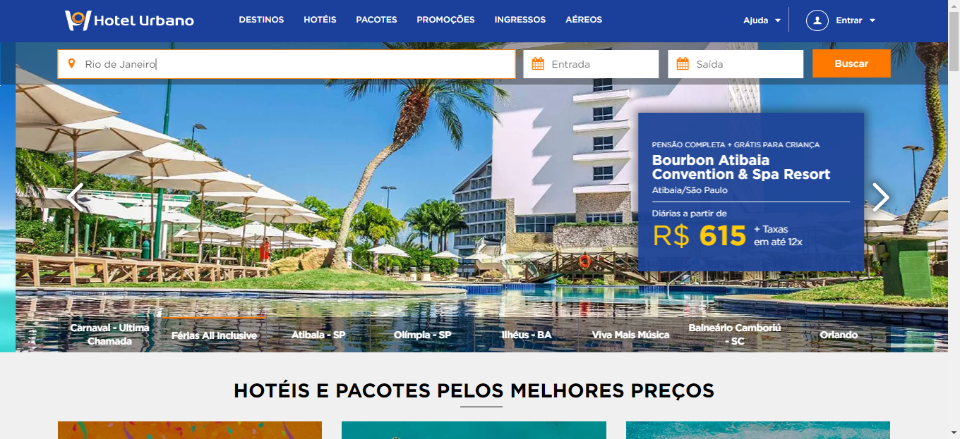 Hotel Urbano
DESTINOS HOTÉIS PACOTES PROMOÇÕES INGRESSOS AÉREOS
Ajuda
Entrar
Rio de Janeiro
Entrada
Saída
Buscar
PENSÃO COMPLETA + GRÁTIS PARA CRIANÇA
Bourbon Atibaia
Convention & Spa Resort
Atibaia/São Paulo
Diárias a partir de
R$ 615 + Taxas
em até 12x
Carnaval - Última
Chamada
Férias All Inclusive
Atibaia - SP
Olímpia - SP
Ilhéus - BA
Viva Mais Música
Balneário Camboriú
- SC
Orlando
HOTÉIS E PACOTES PELOS MELHORES PREÇOS